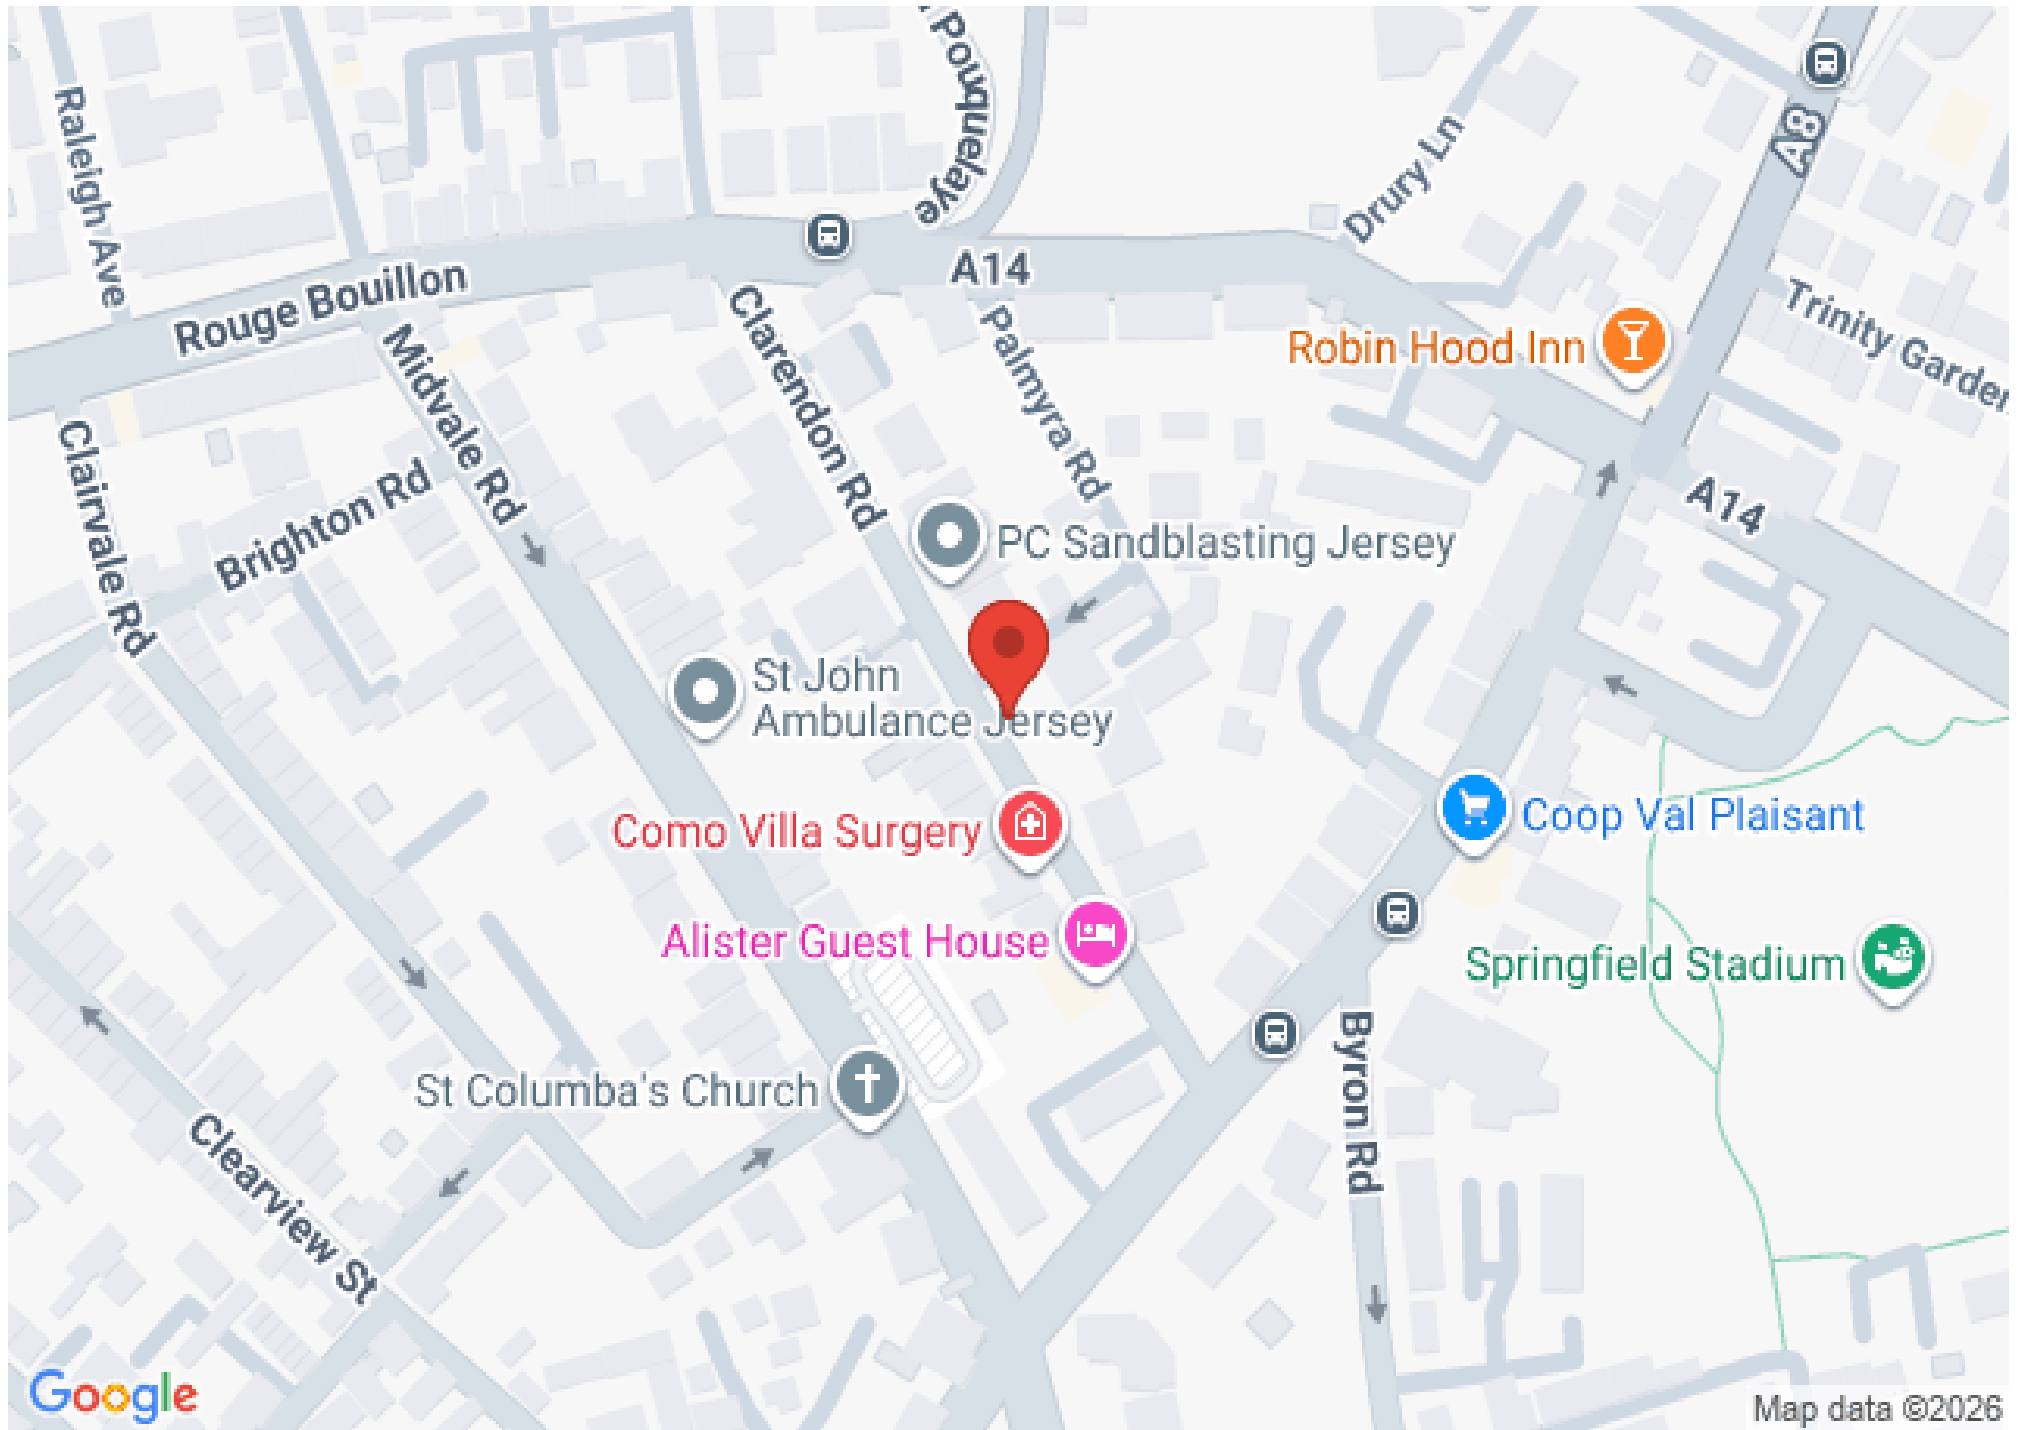 Ponquelaye
A8
Raleigh Ave
Drury Ln
A14
Rouge Bouillon
Trinity Garden
Clarendon Rd
Palmyra Rd
Robin Hood Inn
Midvale Rd
Clairvale Rd
Brighton Rd
A14
PC Sandblasting Jersey
St John
Ambulance Jersey
Como Villa Surgery
Coop Val Plaisant
Alister Guest House
Springfield Stadium
Byron Rd
St Columba's Church
Clearview St
Google
Map data ©2026